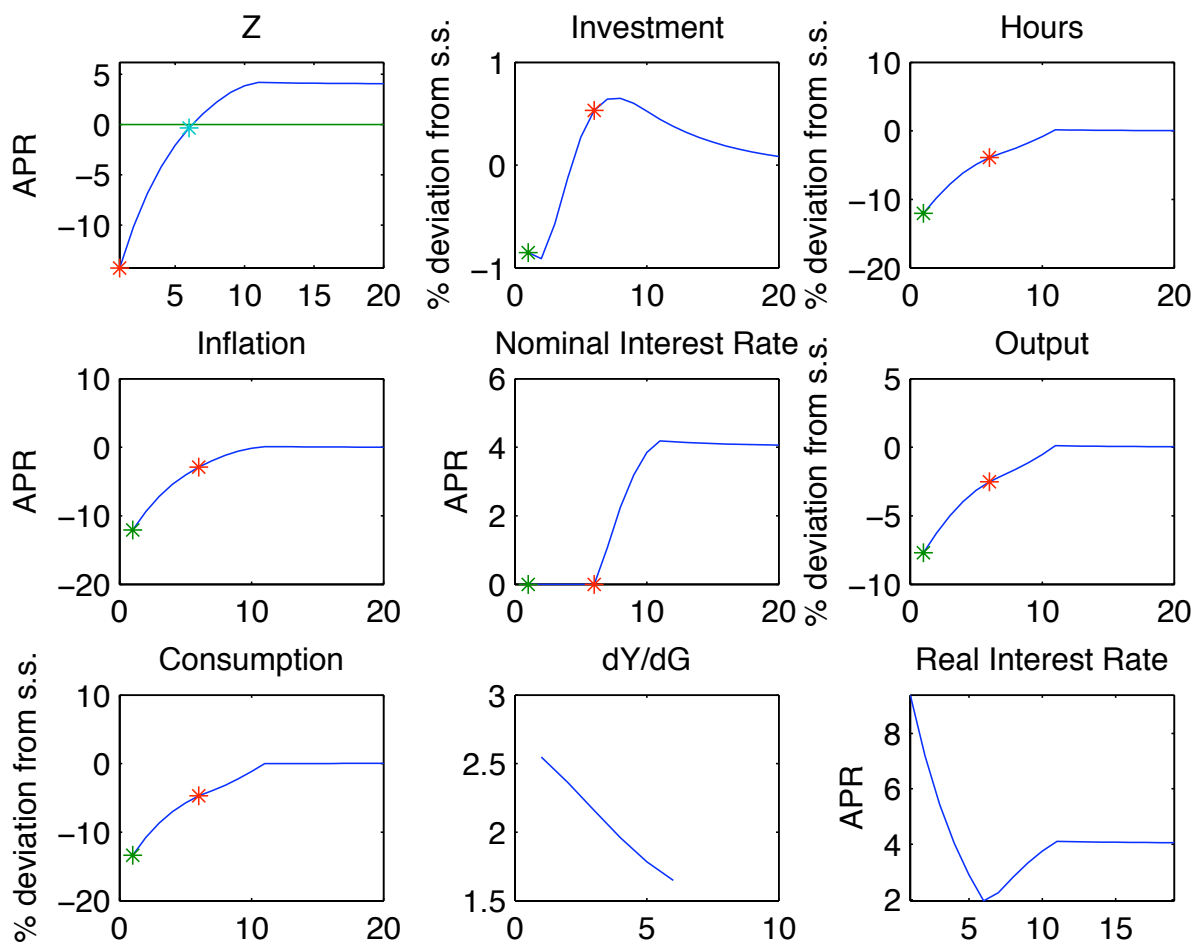 Z
APR
5
0
−5
−10
5 10 15 20
Investment
% deviation from s.s.
1
0
−1
0 10 20
Hours
% deviation from s.s.
10
0
−10
−20
0 10 20
Inflation
APR
10
0
−10
−20
0 10 20
Nominal Interest Rate
APR
6
4
2
0
0 10 20
Output
% deviation from s.s.
5
0
−5
−10
0 10 20
Consumption
% deviation from s.s.
10
0
−10
−20
0 10 20
dY/dG
3
2.5
2
1.5
0 5 10
Real Interest Rate
APR
8
6
4
2
5 10 15